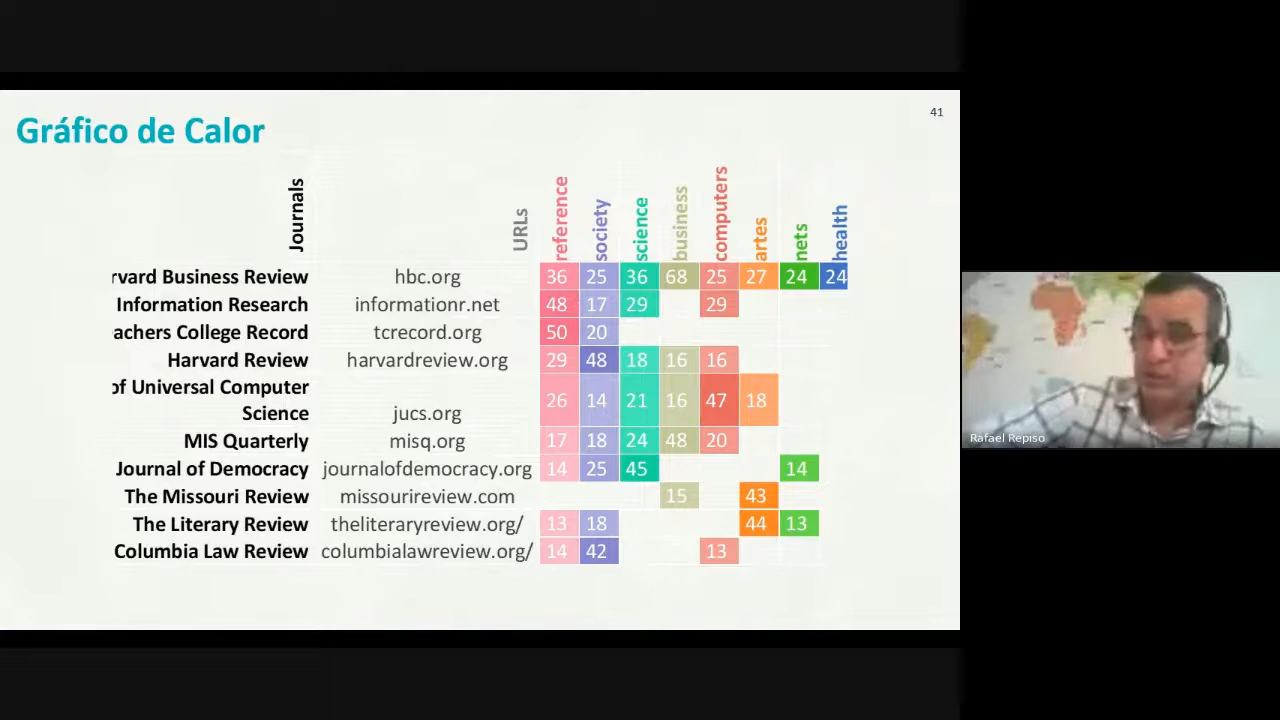 Gráfico de Calor
41
Journals URLs reference society science business computers artes nets health
rvard Business Review hbc.org 36 25 36 68 25 27 24 24
Information Research informationr.net 48 17 29 29
achers College Record tcrecord.org 50 20
Harvard Review harvardreview.org 29 48 18 16 16
of Universal Computer
Science jucs.org 26 14 21 16 47 18
MIS Quarterly misq.org 17 18 24 48 20
Journal of Democracy journalofdemocracy.org 14 25 45 14
The Missouri Review missourireview.com 15 43
The Literary Review theliteraryreview.org/ 13 18 44 13
Columbia Law Review columbialawreview.org/ 14 42 13
Rafael Repiso